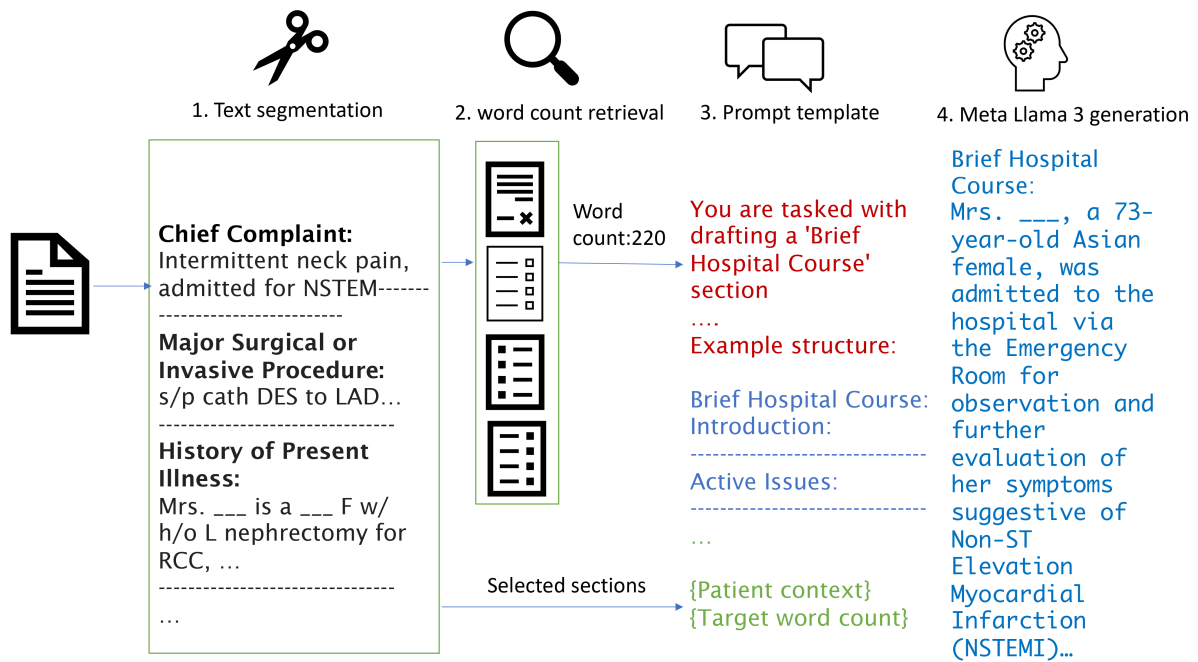 1. Text segmentation
2. word count retrieval
3. Prompt template
4. Meta Llama 3 generation
Chief Complaint:
Intermittent neck pain,
admitted for NSTEM-------
------------------------
Major Surgical or
Invasive Procedure:
s/p cath DES to LAD…
-------------------------------
History of Present
Illness:
Mrs. ___ is a ___ F w/
h/o L nephrectomy for
RCC, …
-------------------------------
…
Word
count:220
Selected sections
You are tasked with
drafting a 'Brief
Hospital Course'
section
….
Example structure:
Brief Hospital Course:
Introduction:
-------------------------------
Active Issues:
-------------------------------
…
{Patient context}
{Target word count}
Brief Hospital
Course:
Mrs. ___, a 73-
year-old Asian
female, was
admitted to the
hospital via
the Emergency
Room for
observation and
further
evaluation of
her symptoms
suggestive of
Non-ST
Elevation
Myocardial
Infarction
(NSTEMI)…